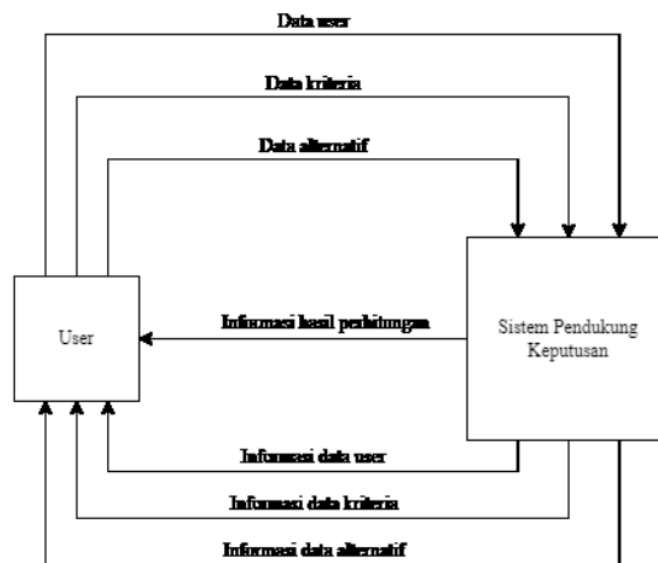 Data user
Data kriteria
Data alternatif
Informasi hasil perhitungan
User
Sistem Pendukung
Keputusan
Informasi data user
Informasi data kriteria
Informasi data alternatif